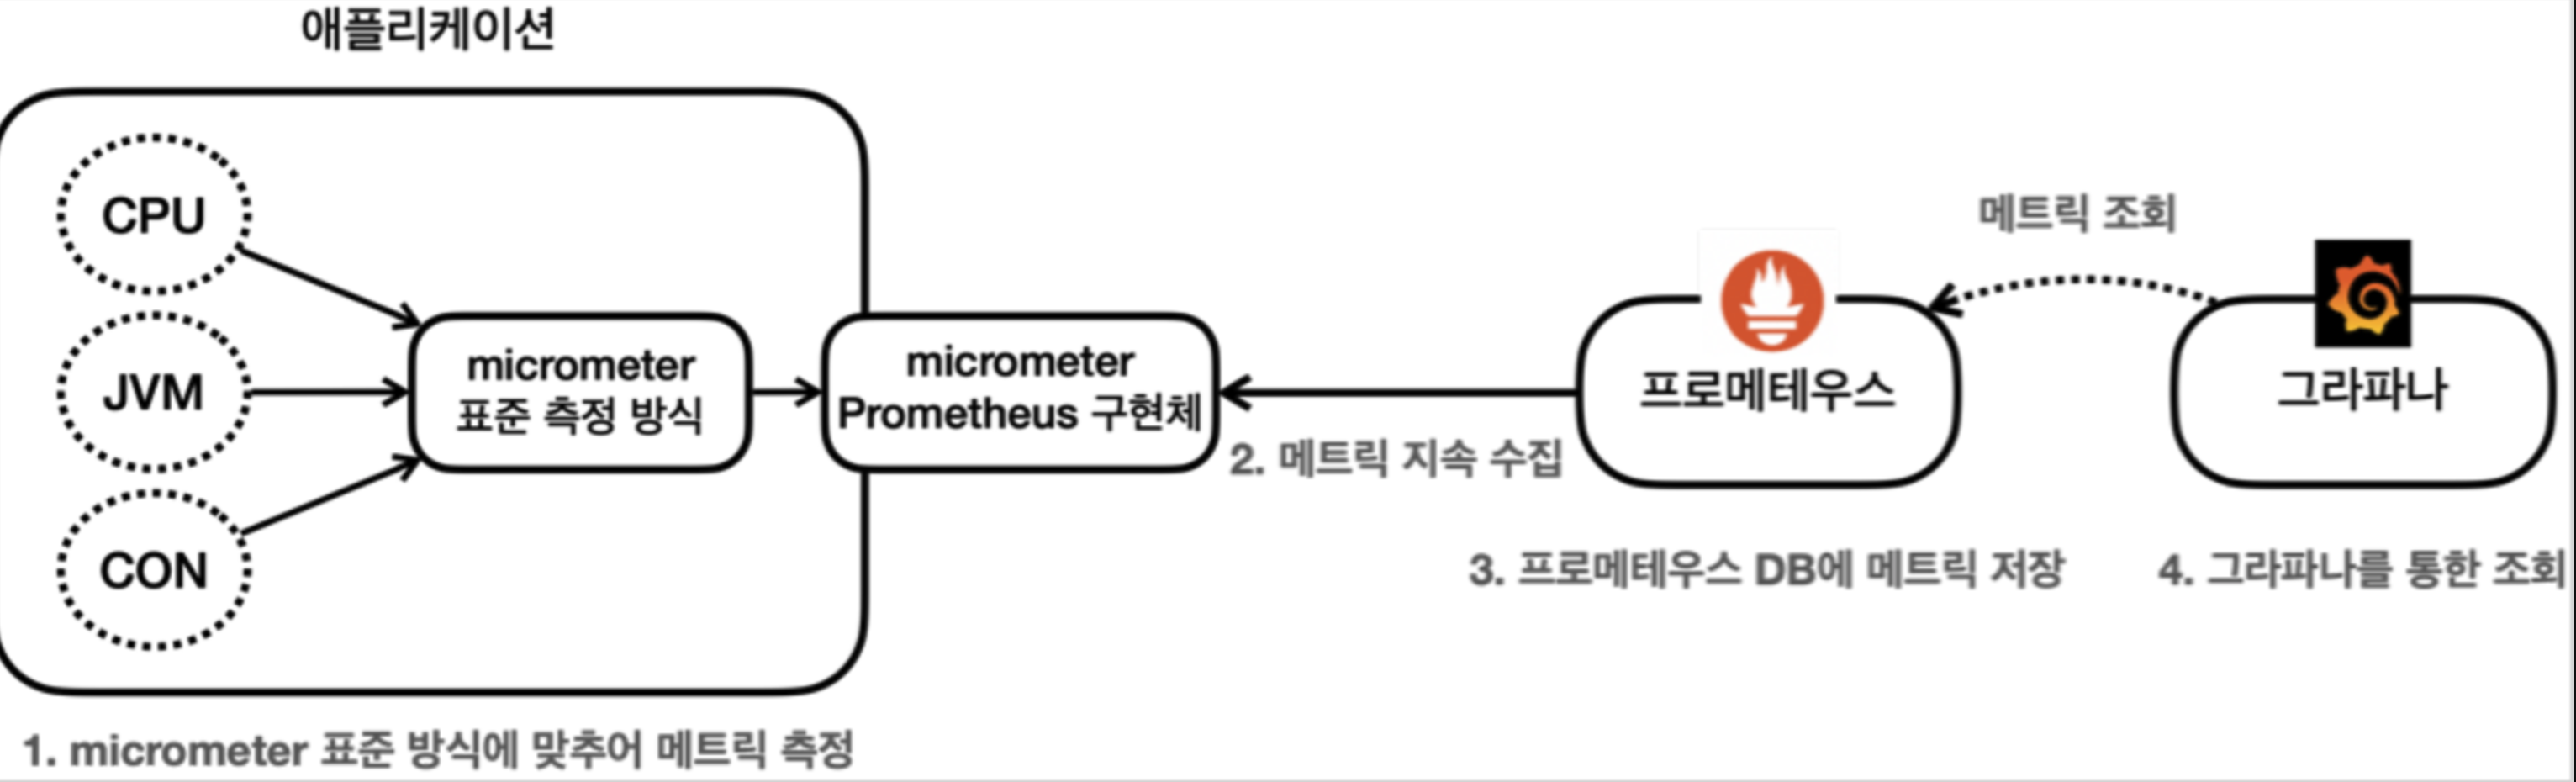 애플리케이션
CPU
JVM
CON
micrometer
표준 측정 방식
micrometer
Prometheus 구현체
2. 메트릭 지속 수집
프로메테우스
메트릭 조회
그라파나
3. 프로메테우스 DB에 메트릭 저장
4. 그라파나를 통한 조회
1. micrometer 표준 방식에 맞추어 메트릭 측정